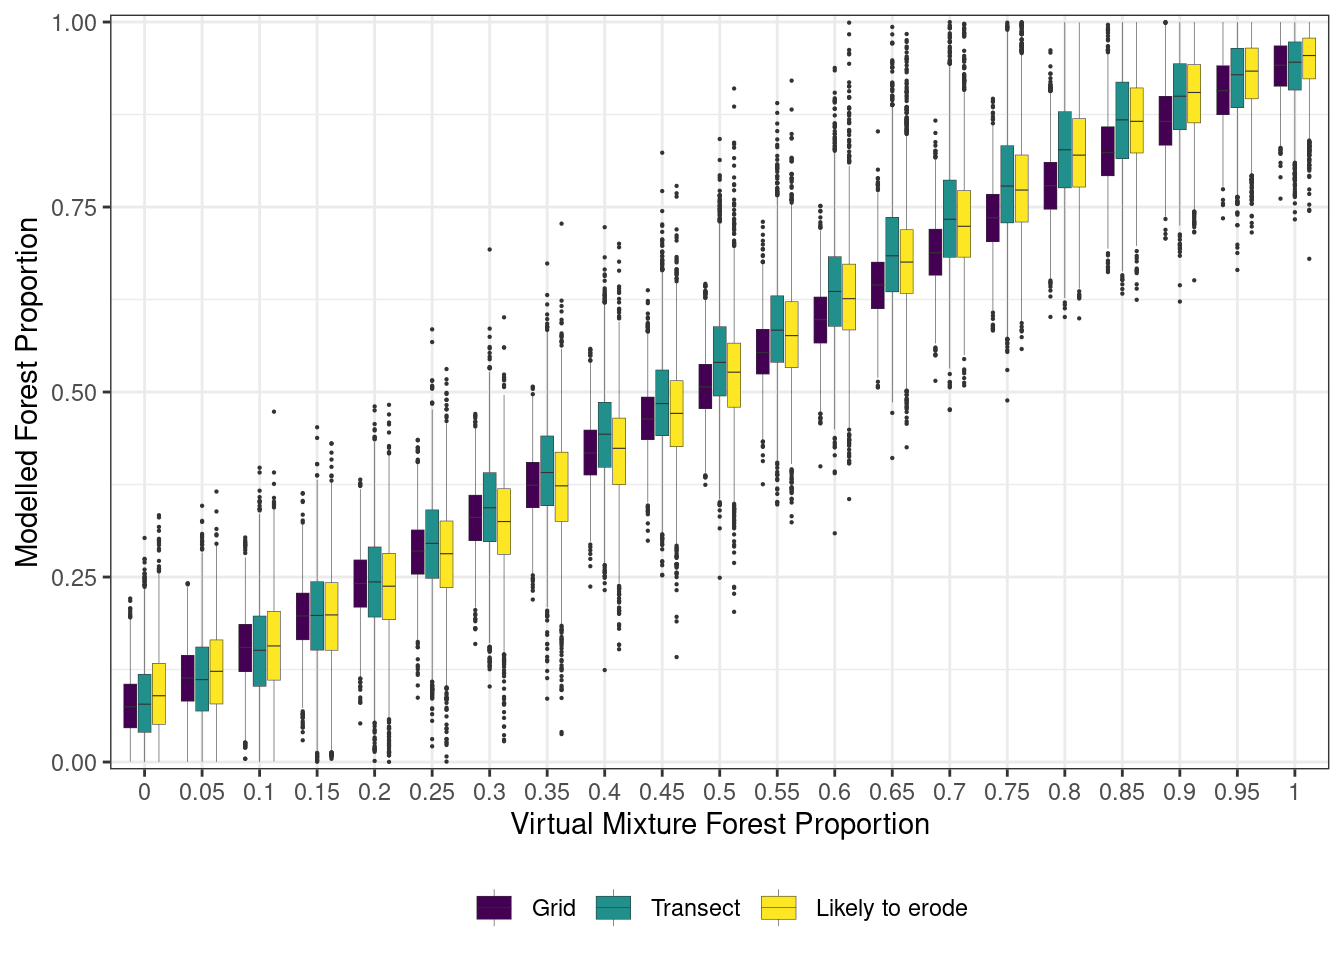 1.00
0.75
0.50
0.25
0.00
Modelled Forest Proportion
0 0.05 0.1 0.15 0.2 0.25 0.3 0.35 0.4 0.45 0.5 0.55 0.6 0.65 0.7 0.75 0.8 0.85 0.9 0.95 1
Virtual Mixture Forest Proportion
Grid Transect Likely to erode